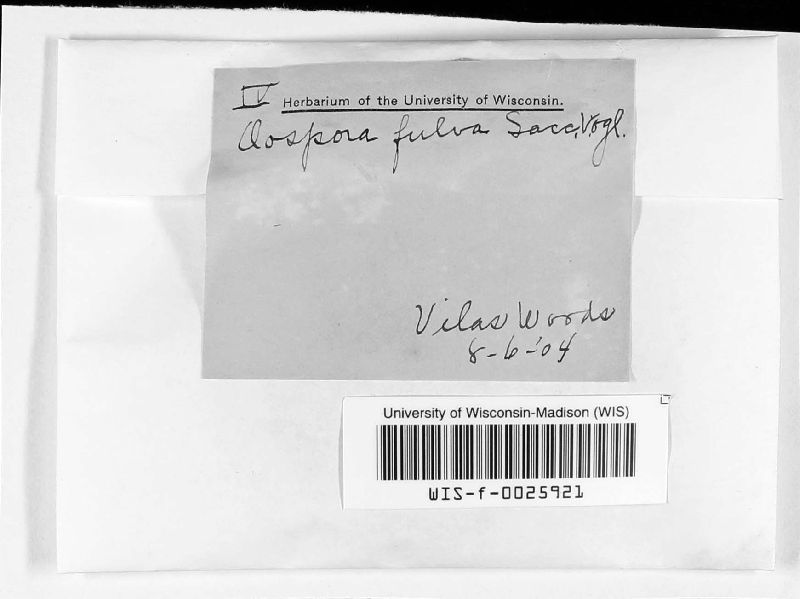 IV Herbarium of the University of Wisconsin.
Oospora fulva Sacc. Vogl.
Vilas Woods
8-6-'04
University of Wisconsin-Madison (WIS)
WIS-f-0025921